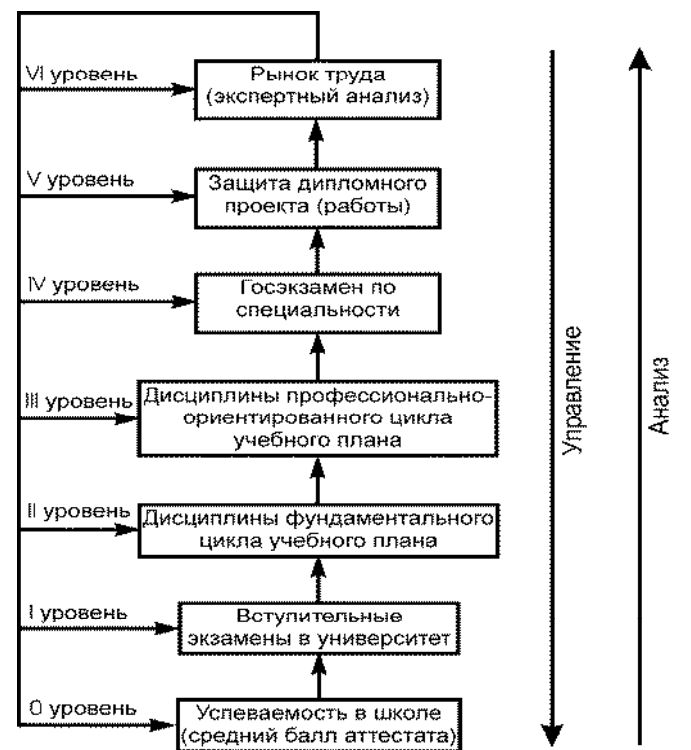 VI уровень
Рынок труда
(экспертный анализ)
V уровень
Защита дипломного
проекта (работы)
IV уровень
Госэкзамен по
специальности
III уровень
Дисциплины профессионально-
ориентированного цикла
учебного плана
II уровень
Дисциплины фундаментального
цикла учебного плана
I уровень
Вступительные
экзамены в университет
0 уровень
Успеваемость в школе
(средний балл аттестата)
Управление
Анализ